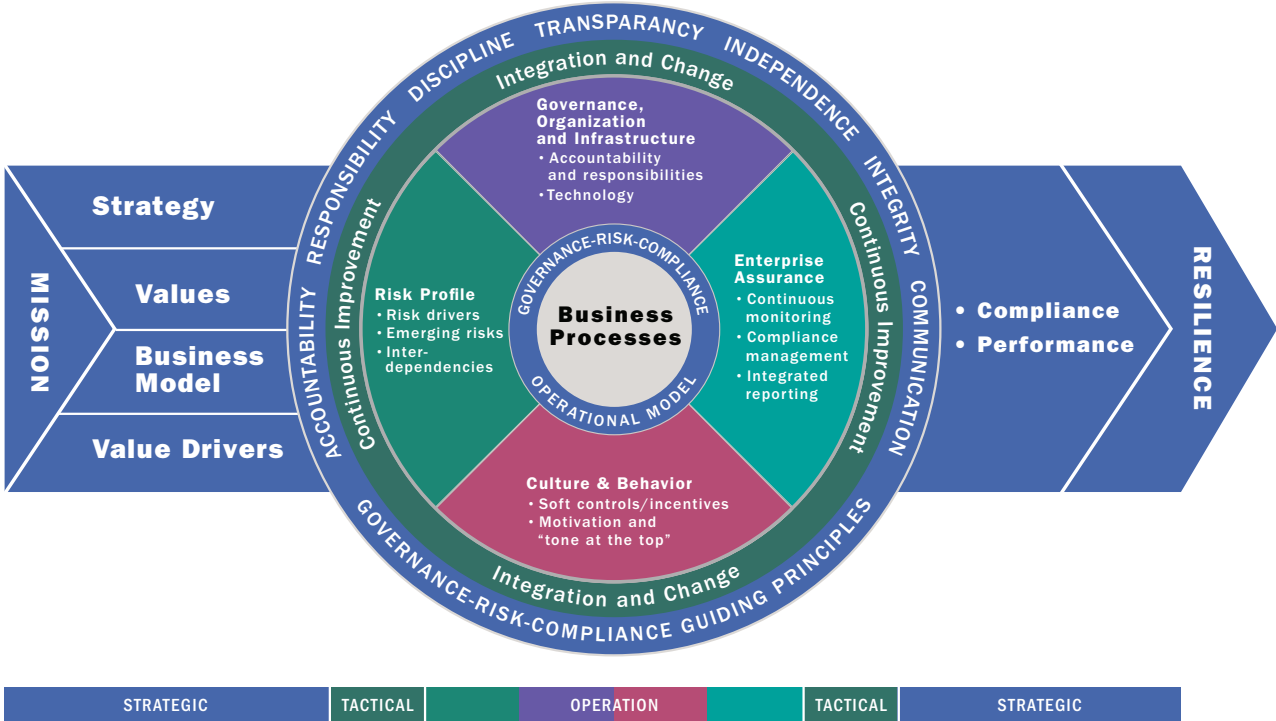 MISSION
Strategy
Values
Business
Model
Value Drivers
ACCOUNTABILITY RESPONSIBILITY DISCIPLINE TRANSPARANCY INDEPENDENCE INTEGRITY COMMUNICATION
GOVERNANCE-RISK-COMPLIANCE GUIDING PRINCIPLES
Integration and Change
Continuous Improvement
Continuous Improvement
Integration and Change
Governance,
Organization
and Infrastructure
• Accountability
and responsibilities
• Technology
Risk Profile
• Risk drivers
• Emerging risks
• Inter-
dependencies
GOVERNANCE-RISK-COMPLIANCE
OPERATIONAL MODEL
Business
Processes
Enterprise
Assurance
• Continuous
monitoring
• Compliance
management
• Integrated
reporting
Culture & Behavior
• Soft controls/incentives
• Motivation and
“tone at the top”
• Compliance
• Performance
RESILIENCE
STRATEGIC
TACTICAL
OPERATION
TACTICAL
STRATEGIC